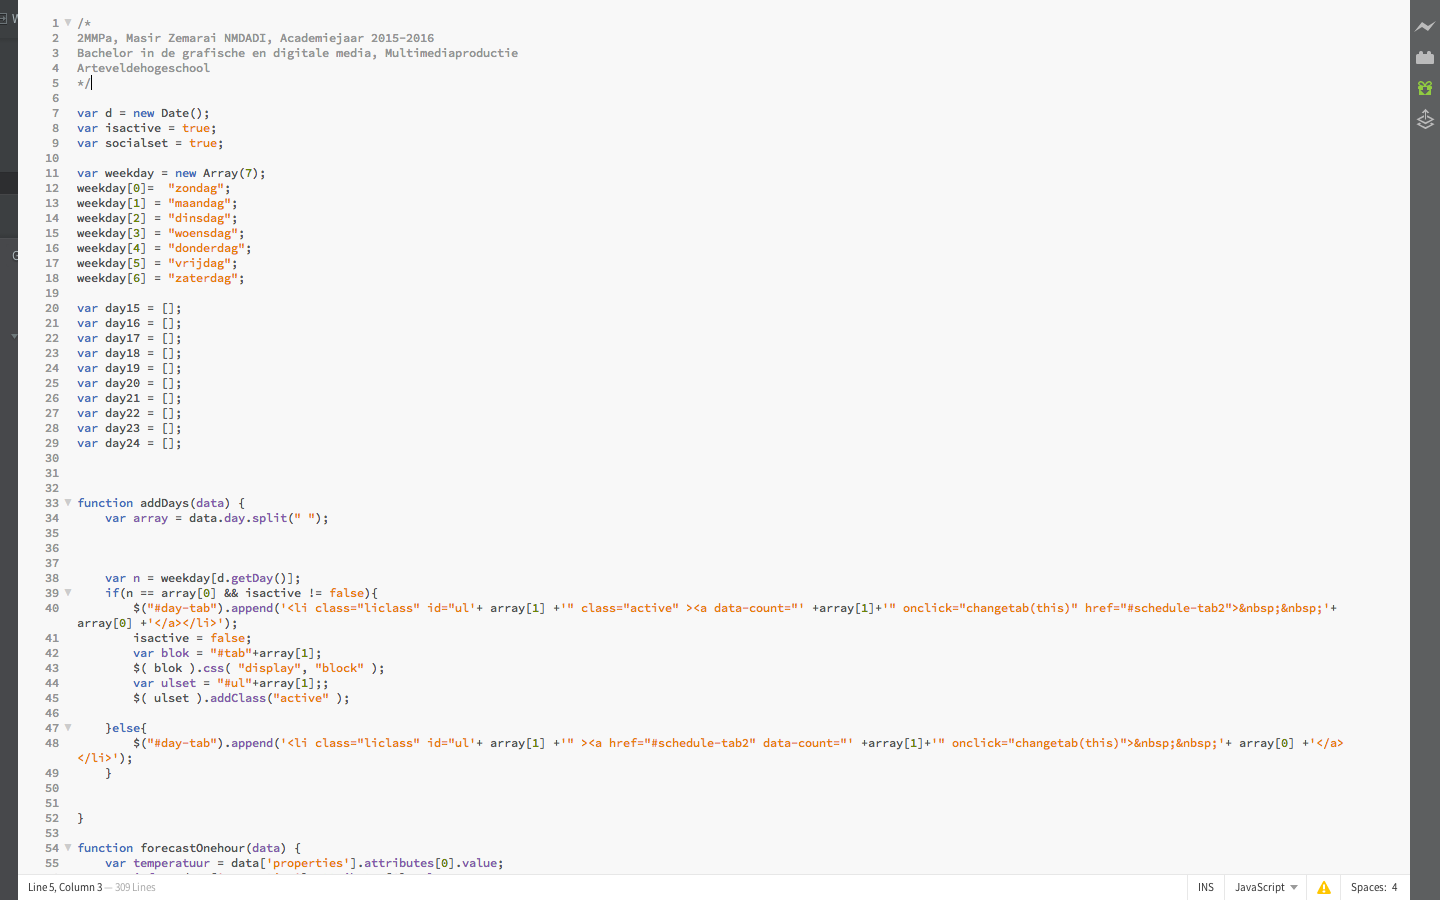 1 /*
2 2MMPa, Masir Zemarai NMDADI, Academiejaar 2015-2016
3 Bachelor in de grafische en digitale media, Multimediaproductie
4 Arteveldehogeschool
5 */
6
7 var d = new Date();
8 var isactive = true;
9 var socialset = true;
10
11 var weekday = new Array(7);
12 weekday[0]=  "zondag";
13 weekday[1] = "maandag";
14 weekday[2] = "dinsdag";
15 weekday[3] = "woensdag";
16 weekday[4] = "donderdag";
17 weekday[5] = "vrijdag";
18 weekday[6] = "zaterdag";
19
20 var day15 = [];
21 var day16 = [];
22 var day17 = [];
23 var day18 = [];
24 var day19 = [];
25 var day20 = [];
26 var day21 = [];
27 var day22 = [];
28 var day23 = [];
29 var day24 = [];
30
31
32
33 function addDays(data) {
34     var array = data.day.split(" ");
35
36
37
38     var n = weekday[d.getDay()];
39     if(n == array[0] && isactive != false){
40         $("#day-tab").append('<li class="liclass" id="ul'+ array[1] +'" class="active" ><a data-count="' +array[1]+'" onclick="changetab(this)" href="#schedule-tab2">&nbsp;&nbsp;'+
array[0] +'</a></li>');
41         isactive = false;
42         var blok = "#tab"+array[1];
43         $( blok ).css( "display", "block" );
44         var ulset = "#ul"+array[1];;
45         $( ulset ).addClass("active" );
46
47     }else{
48         $("#day-tab").append('<li class="liclass" id="ul'+ array[1] +'" ><a href="#schedule-tab2" data-count="' +array[1]+'" onclick="changetab(this)">&nbsp;&nbsp;'+ array[0] +'</a>
</li>');
49     }
50
51
52 }
53
54 function forecastOnehour(data) {
55     var temperatuur = data['properties'].attributes[0].value;
Line 5, Column 3 — 309 Lines INS JavaScript Spaces: 4